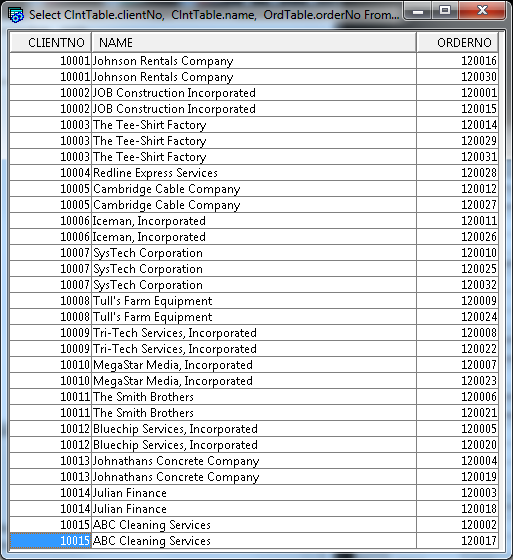 Select ClntTable.clientNo, ClntTable.name, OrdTable.orderNo From...
CLIENTNO NAME ORDERNO
10001 Johnson Rentals Company 120016
10001 Johnson Rentals Company 120030
10002 JOB Construction Incorporated 120001
10002 JOB Construction Incorporated 120015
10003 The Tee-Shirt Factory 120014
10003 The Tee-Shirt Factory 120029
10003 The Tee-Shirt Factory 120031
10004 Redline Express Services 120028
10005 Cambridge Cable Company 120012
10005 Cambridge Cable Company 120027
10006 Iceman, Incorporated 120011
10006 Iceman, Incorporated 120026
10007 SysTech Corporation 120010
10007 SysTech Corporation 120025
10007 SysTech Corporation 120032
10008 Tull's Farm Equipment 120009
10008 Tull's Farm Equipment 120024
10009 Tri-Tech Services, Incorporated 120008
10009 Tri-Tech Services, Incorporated 120022
10010 MegaStar Media, Incorporated 120007
10010 MegaStar Media, Incorporated 120023
10011 The Smith Brothers 120006
10011 The Smith Brothers 120021
10012 Bluechip Services, Incorporated 120005
10012 Bluechip Services, Incorporated 120020
10013 Johnathans Concrete Company 120004
10013 Johnathans Concrete Company 120019
10014 Julian Finance 120003
10014 Julian Finance 120018
10015 ABC Cleaning Services 120002
10015 ABC Cleaning Services 120017